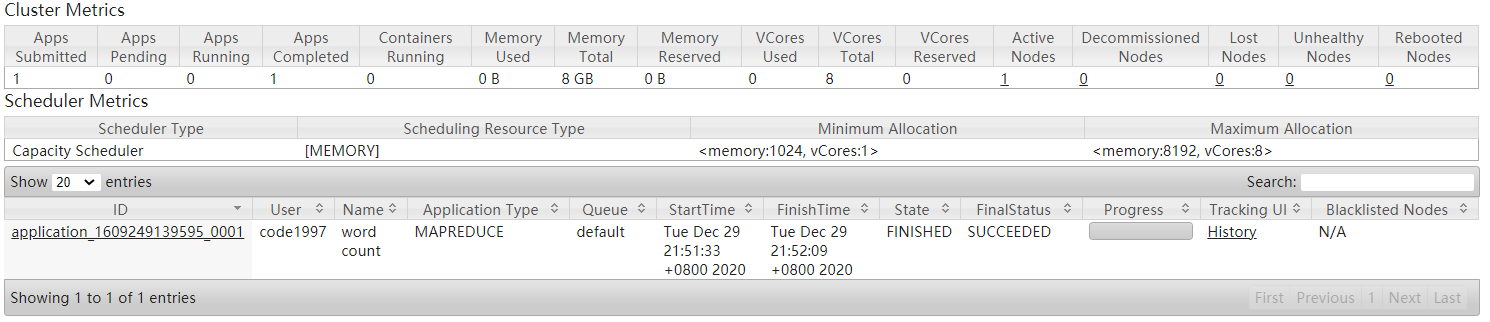 Cluster Metrics
Apps Apps Apps Apps Containers Memory Memory Memory VCores VCores VCores Active Decommissioned Lost Unhealthy Rebooted
Submitted Pending Running Completed Running Used Total Reserved Used Total Reserved Nodes Nodes Nodes Nodes Nodes
1 0 0 1 0 0 B 8 GB 0 B 0 8 0 1 0 0 0 0
Scheduler Metrics
Scheduler Type Scheduling Resource Type Minimum Allocation Maximum Allocation
Capacity Scheduler [MEMORY] <memory:1024, vCores:1> <memory:8192, vCores:8>
Show 20 entries Search:
ID User Name Application Type Queue StartTime FinishTime State FinalStatus Progress Tracking UI Blacklisted Nodes
application_1609249139595_0001 code1997 word MAPREDUCE default Tue Dec 29 Tue Dec 29 FINISHED SUCCEEDED History N/A
count 21:51:33 21:52:09
+0800 2020 +0800 2020
Showing 1 to 1 of 1 entries First Previous 1 Next Last